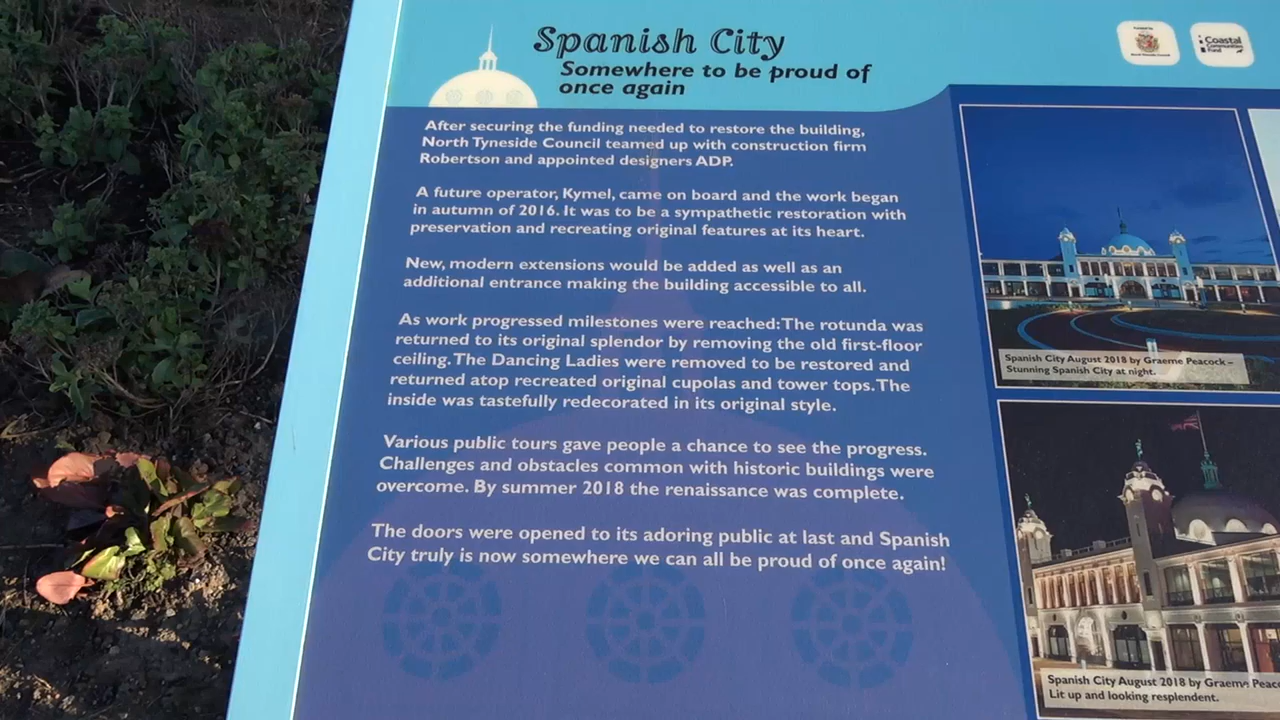 Spanish City
Somewhere to be proud of
once again
Coastal
Communities
Fund
After securing the funding needed to restore the building,
North Tyneside Council teamed up with construction firm
Robertson and appointed designers ADP.
A future operator, Kymel, came on board and the work began
in autumn of 2016. It was to be a sympathetic restoration with
preservation and recreating original features at its heart.
New, modern extensions would be added as well as an
additional entrance making the building accessible to all.
As work progressed milestones were reached: The rotunda was
returned to its original splendor by removing the old first-floor
ceiling. The Dancing Ladies were removed to be restored and
returned atop recreated original cupolas and tower tops. The
inside was tastefully redecorated in its original style.
Various public tours gave people a chance to see the progress.
Challenges and obstacles common with historic buildings were
overcome. By summer 2018 the renaissance was complete.
The doors were opened to its adoring public at last and Spanish
City truly is now somewhere we can all be proud of once again!
Spanish City August 2018 by Graeme Peacock –
Stunning Spanish City at night.
Spanish City August 2018 by Graeme Peaco
Lit up and looking resplendent.